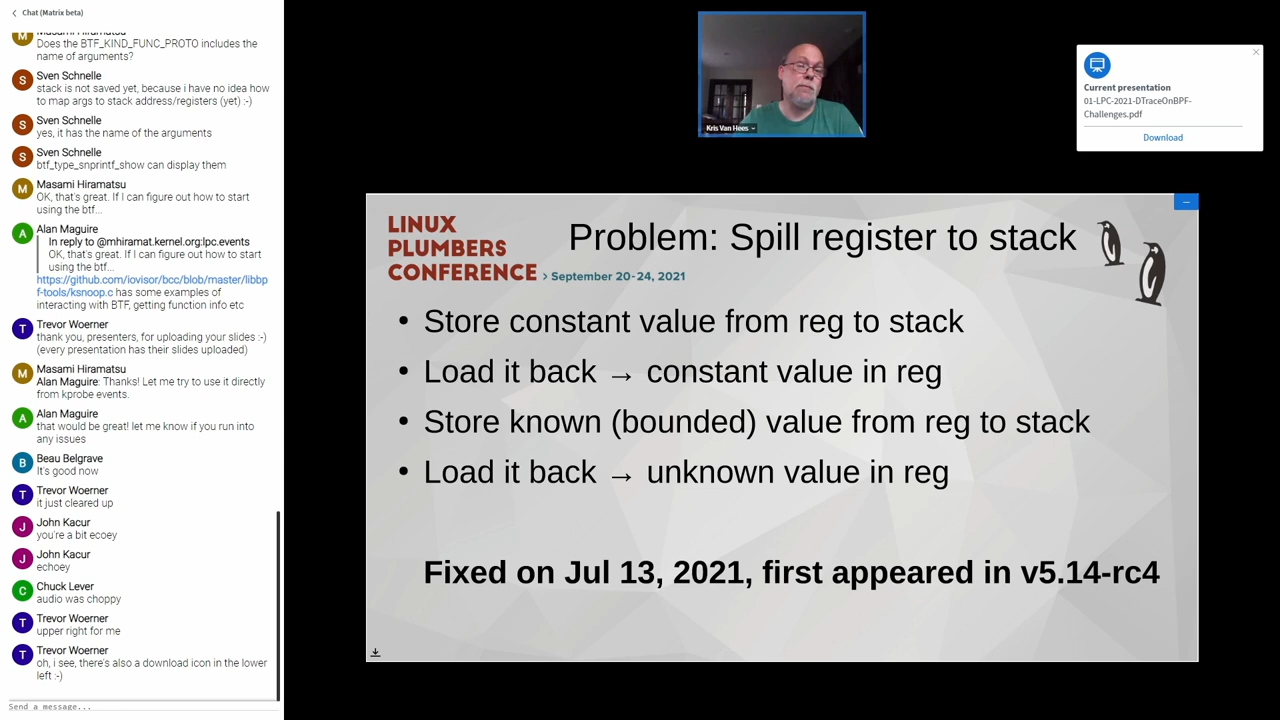 Chat (Matrix beta)
Masami Hiramatsu
Does the BTF_KIND_FUNC_PROTO includes the
name of arguments?
Sven Schnelle
stack is not saved yet, because i have no idea how
to map args to stack address/registers (yet) :-)
Sven Schnelle
yes, it has the name of the arguments
Sven Schnelle
btf_type_snprintf_show can display them
Masami Hiramatsu
OK, that's great. If I can figure out how to start
using the btf...
Alan Maguire
In reply to @mhiramat.kernel.org:lpc.events
OK, that's great. If I can figure out how to start
using the btf...
https://github.com/iovisor/bcc/blob/master/libbp
f-tools/ksnoop.c has some examples of
interacting with BTF, getting function info etc
Trevor Woerner
thank you, presenters, for uploading your slides :-)
(every presentation has their slides uploaded)
Masami Hiramatsu
Alan Maguire: Thanks! Let me try to use it directly
from kprobe events.
Alan Maguire
that would be great! let me know if you run into
any issues
Beau Belgrave
It's good now
Trevor Woerner
it just cleared up
John Kacur
you're a bit ecoey
John Kacur
echoey
Chuck Lever
audio was choppy
Trevor Woerner
upper right for me
Trevor Woerner
oh, i see, there's also a download icon in the lower
left :-)
Send a message...
M
S
S
S
M
A
T
M
A
B
T
J
J
C
T
T
Kris Van Hees
Current presentation
01-LPC-2021-DTraceOnBPF-
Challenges.pdf
Download
LINUX
PLUMBERS
CONFERENCE
> September 20-24, 2021
Problem: Spill register to stack
• Store constant value from reg to stack
• Load it back → constant value in reg
• Store known (bounded) value from reg to stack
• Load it back → unknown value in reg
Fixed on Jul 13, 2021, first appeared in v5.14-rc4